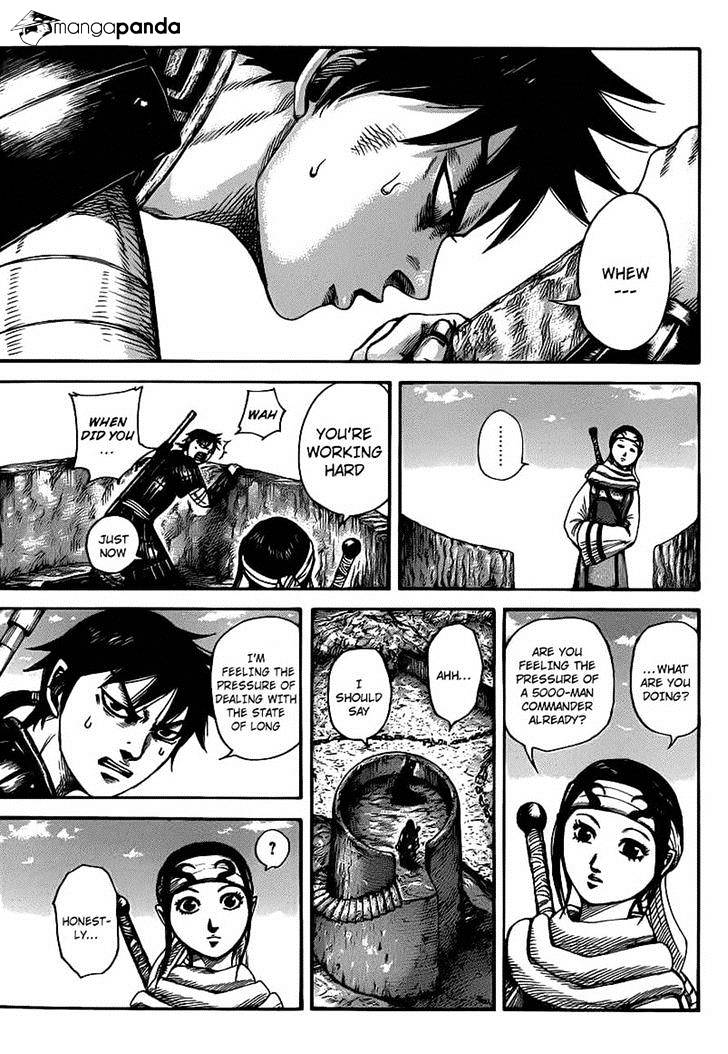 mangapanda
WHEW
---
........
YOU'RE
WORKING
HARD
WAH
WHEN
DID YOU
...
JUST
NOW
...WHAT
ARE YOU
DOING?
ARE YOU
FEELING THE
PRESSURE OF
A 5000-MAN
COMMANDER
ALREADY?
AHH...
I
SHOULD
SAY
I'M
FEELING THE
PRESSURE OF
DEALING WITH
THE STATE
OF LONG
?
HONEST-
LY...